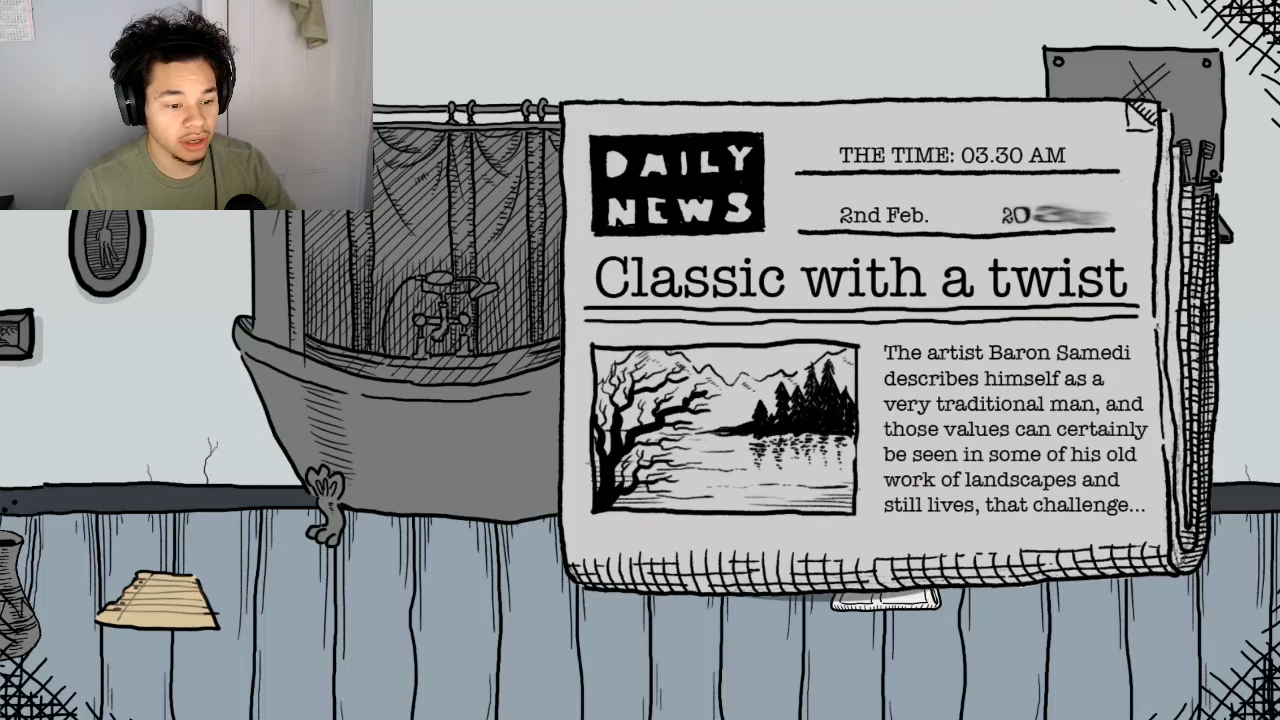 DAILY
NEWS
THE TIME: 03.30 AM
2nd Feb.
Classic with a twist
The artist Baron Samedi
describes himself as a
very traditional man, and
those values can certainly
be seen in some of his old
work of landscapes and
still lives, that challenge...